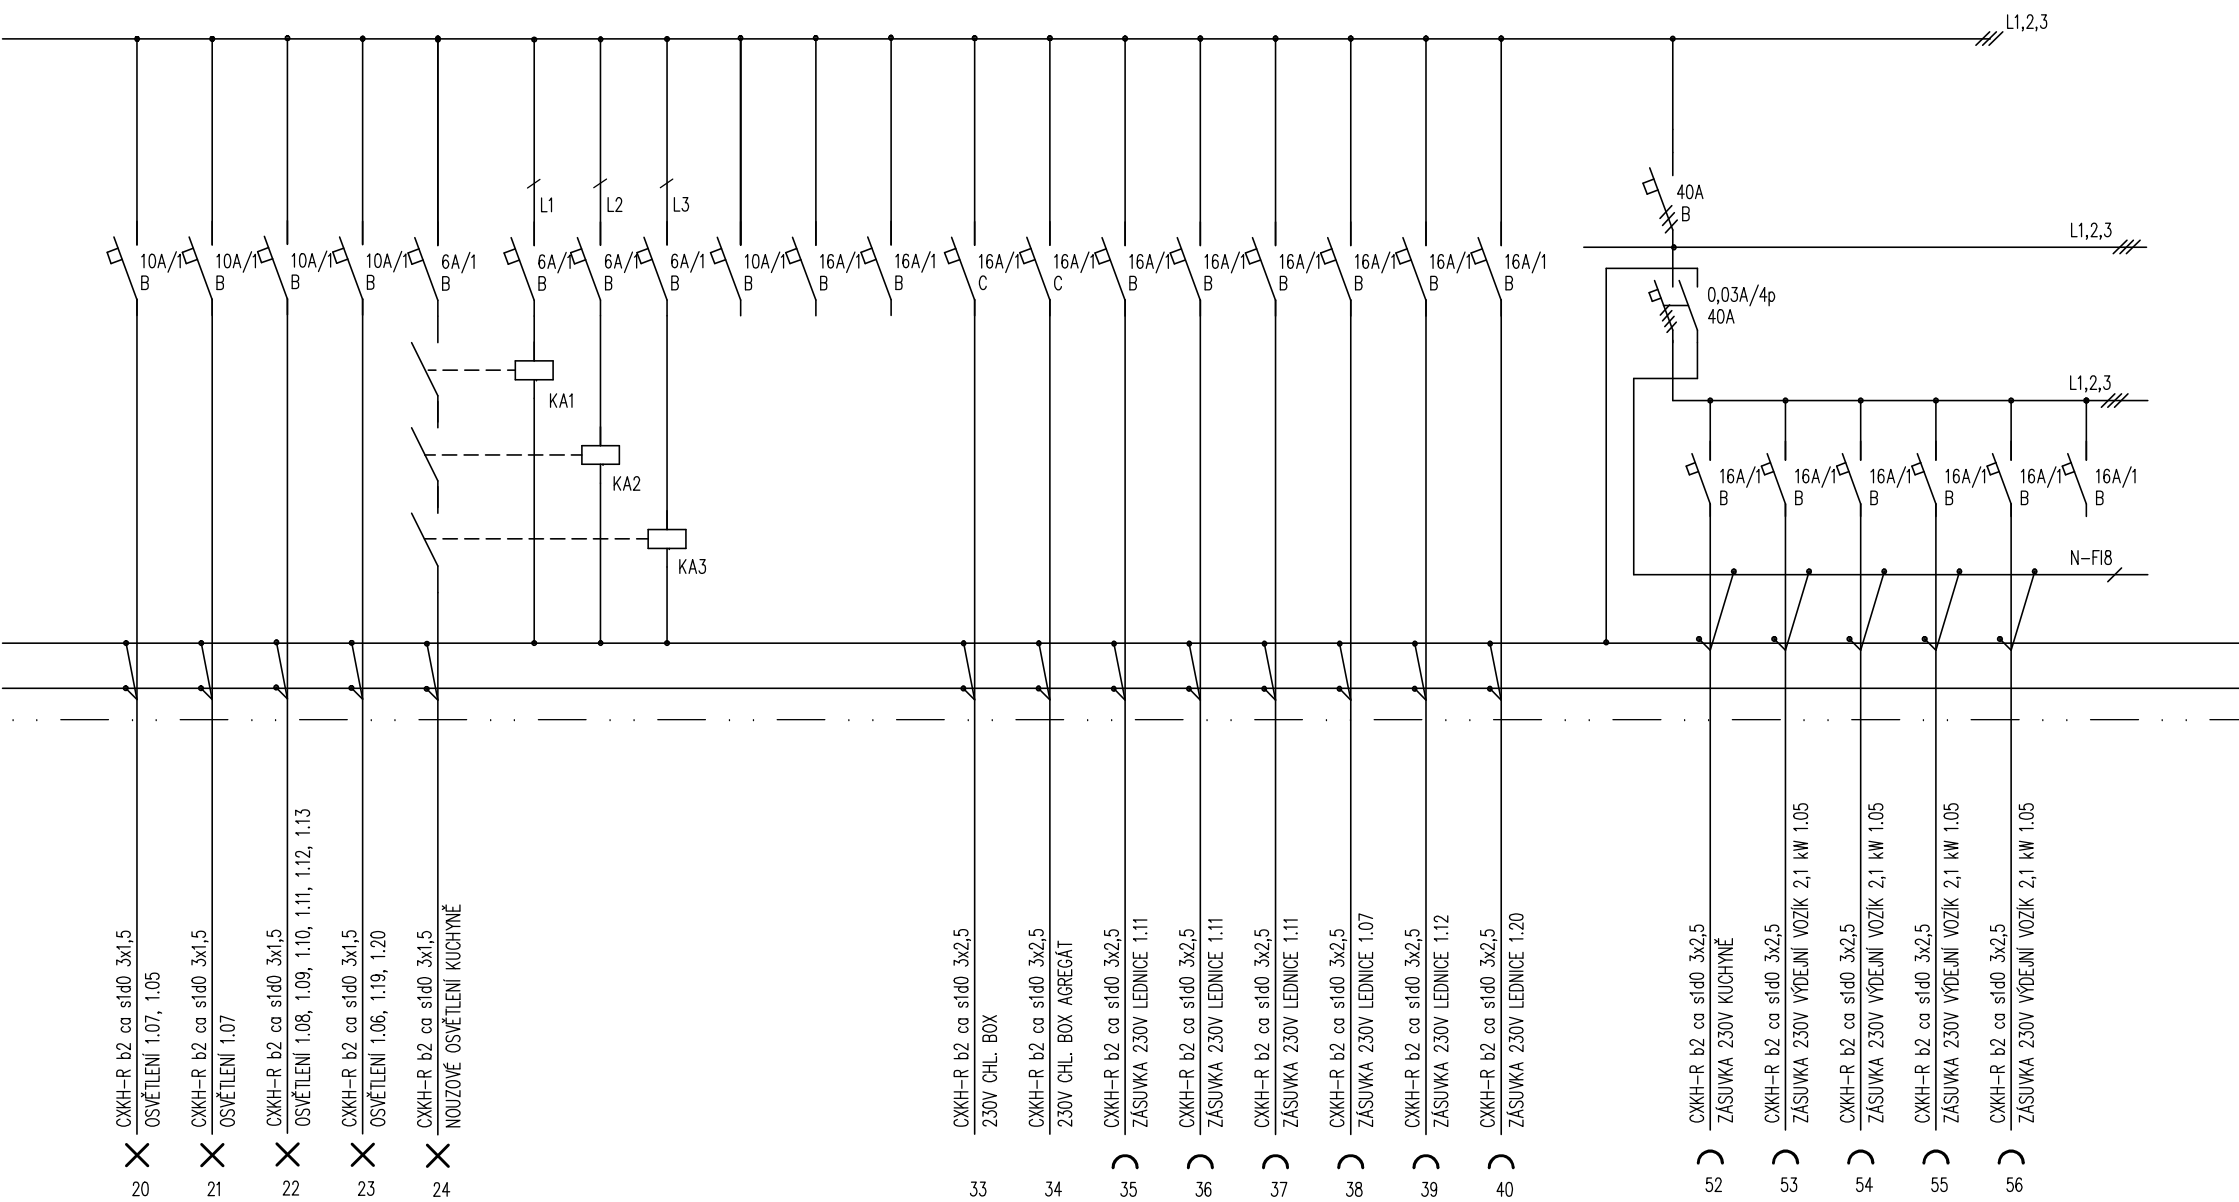 L1,2,3
40A
B
L1
L2
L3
L1,2,3
10A/1
B
10A/1
B
10A/1
B
10A/1
B
6A/1
B
6A/1
B
6A/1
B
6A/1
B
10A/1
B
16A/1
B
16A/1
B
16A/1
C
16A/1
C
16A/1
B
16A/1
B
16A/1
B
16A/1
B
16A/1
B
16A/1
B
0,03A/4p
40A
KA1
KA2
KA3
L1,2,3
16A/1
B
16A/1
B
16A/1
B
16A/1
B
16A/1
B
16A/1
B
N-FI8
CXKH-R b2 ca s1d0 3x1,5
OSVĚTLENÍ 1.07, 1.05
20
CXKH-R b2 ca s1d0 3x1,5
OSVĚTLENÍ 1.07
21
CXKH-R b2 ca s1d0 3x1,5
OSVĚTLENÍ 1.08, 1.09, 1.10, 1.11, 1.12, 1.13
22
CXKH-R b2 ca s1d0 3x1,5
OSVĚTLENÍ 1.06, 1.19, 1.20
23
CXKH-R b2 ca s1d0 3x1,5
NOUZOVÉ OSVĚTLENÍ KUCHYNĚ
24
CXKH-R b2 ca s1d0 3x2,5
230V CHL. BOX
33
CXKH-R b2 ca s1d0 3x2,5
230V CHL. BOX AGREGÁT
34
CXKH-R b2 ca s1d0 3x2,5
ZÁSUVKA 230V LEDNICE 1.11
35
CXKH-R b2 ca s1d0 3x2,5
ZÁSUVKA 230V LEDNICE 1.11
36
CXKH-R b2 ca s1d0 3x2,5
ZÁSUVKA 230V LEDNICE 1.11
37
CXKH-R b2 ca s1d0 3x2,5
ZÁSUVKA 230V LEDNICE 1.07
38
CXKH-R b2 ca s1d0 3x2,5
ZÁSUVKA 230V LEDNICE 1.12
39
CXKH-R b2 ca s1d0 3x2,5
ZÁSUVKA 230V LEDNICE 1.20
40
CXKH-R b2 ca s1d0 3x2,5
ZÁSUVKA 230V KUCHYNĚ
52
CXKH-R b2 ca s1d0 3x2,5
ZÁSUVKA 230V VÝDEJNÍ VOZÍK 2,1 kW 1.05
53
CXKH-R b2 ca s1d0 3x2,5
ZÁSUVKA 230V VÝDEJNÍ VOZÍK 2,1 kW 1.05
54
CXKH-R b2 ca s1d0 3x2,5
ZÁSUVKA 230V VÝDEJNÍ VOZÍK 2,1 kW 1.05
55
CXKH-R b2 ca s1d0 3x2,5
ZÁSUVKA 230V VÝDEJNÍ VOZÍK 2,1 kW 1.05
56